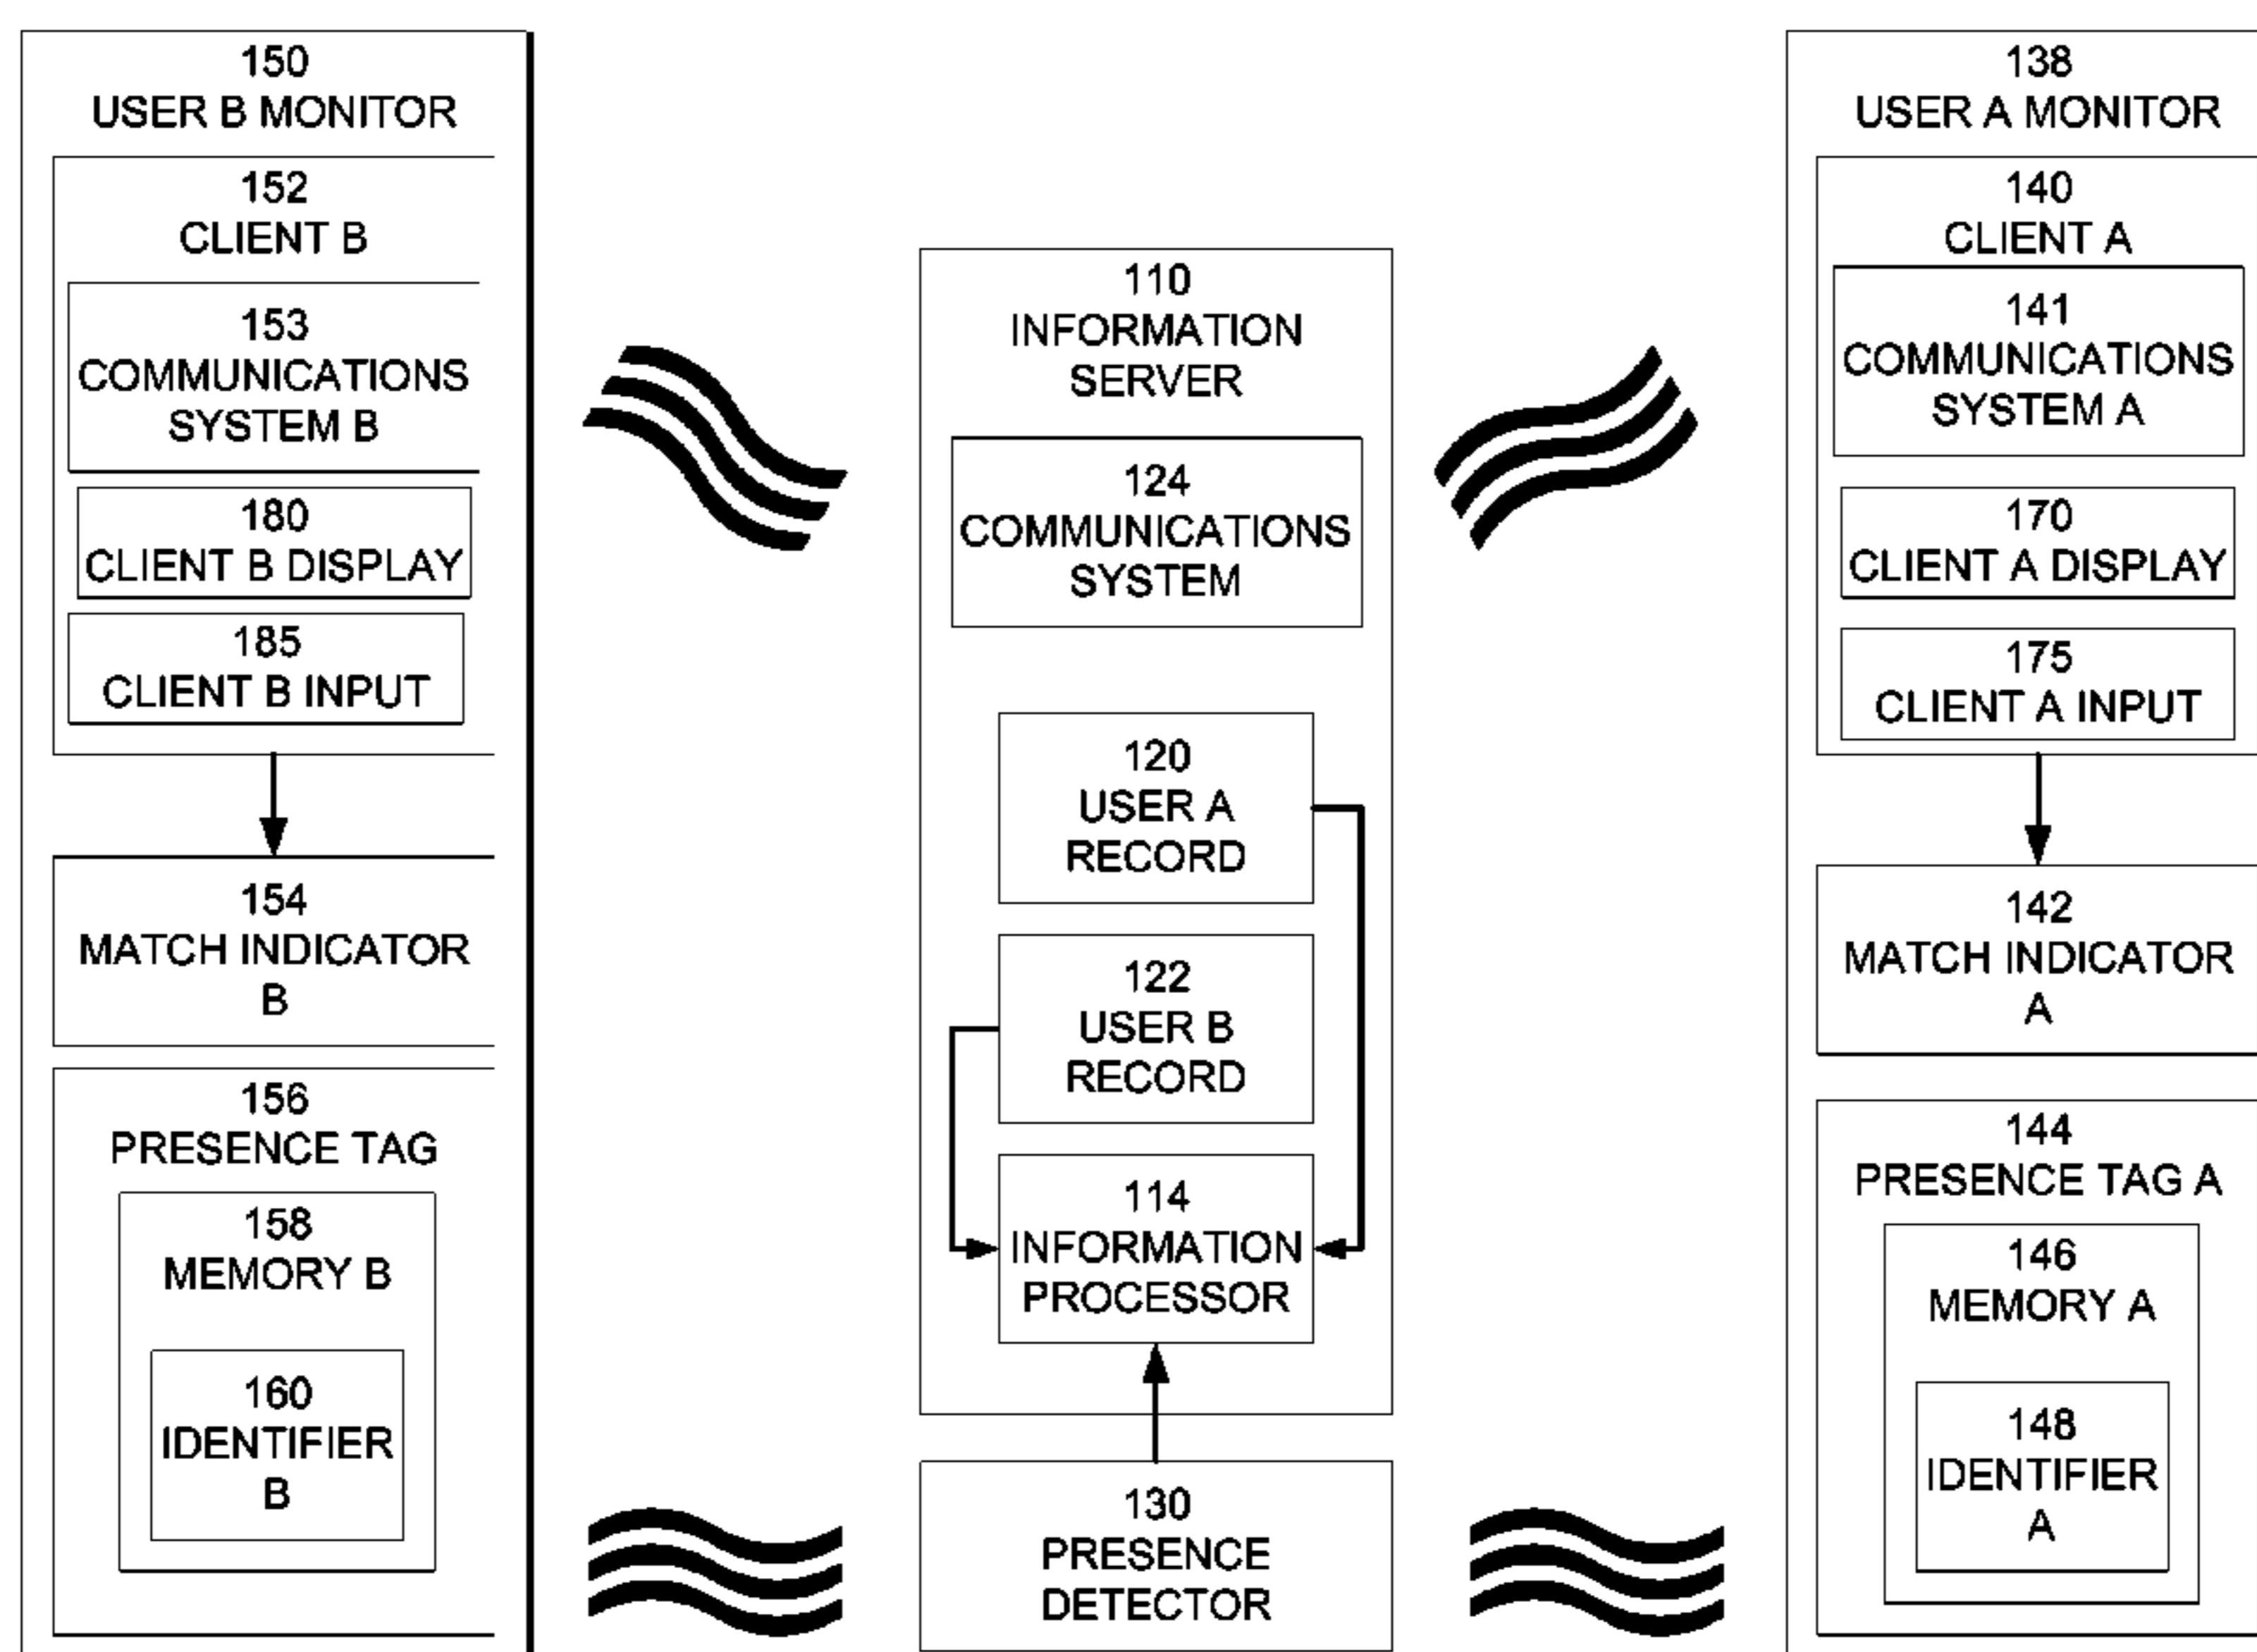 150
USER B MONITOR
152
CLIENT B
153
COMMUNICATIONS
SYSTEM B
180
CLIENT B DISPLAY
185
CLIENT B INPUT
154
MATCH INDICATOR
B
156
PRESENCE TAG
158
MEMORY B
160
IDENTIFIER
B
110
INFORMATION
SERVER
124
COMMUNICATIONS
SYSTEM
120
USER A
RECORD
122
USER B
RECORD
114
INFORMATION
PROCESSOR
130
PRESENCE
DETECTOR
138
USER A MONITOR
140
CLIENT A
141
COMMUNICATIONS
SYSTEM A
170
CLIENT A DISPLAY
175
CLIENT A INPUT
142
MATCH INDICATOR
A
144
PRESENCE TAG A
146
MEMORY A
148
IDENTIFIER
A